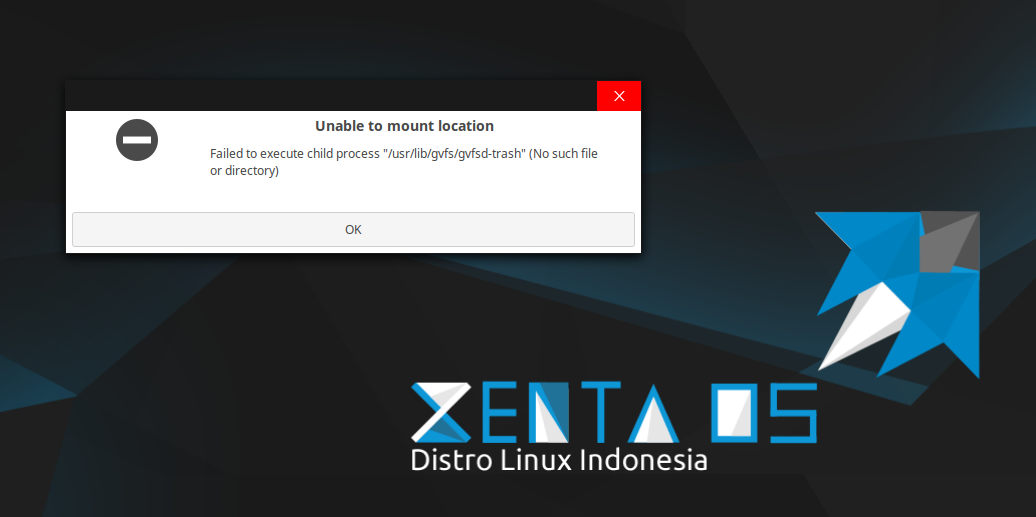 Unable to mount location
Failed to execute child process "/usr/lib/gvfs/gvfsd-trash" (No such file
or directory)
OK
ZENTA OS
Distro Linux Indonesia